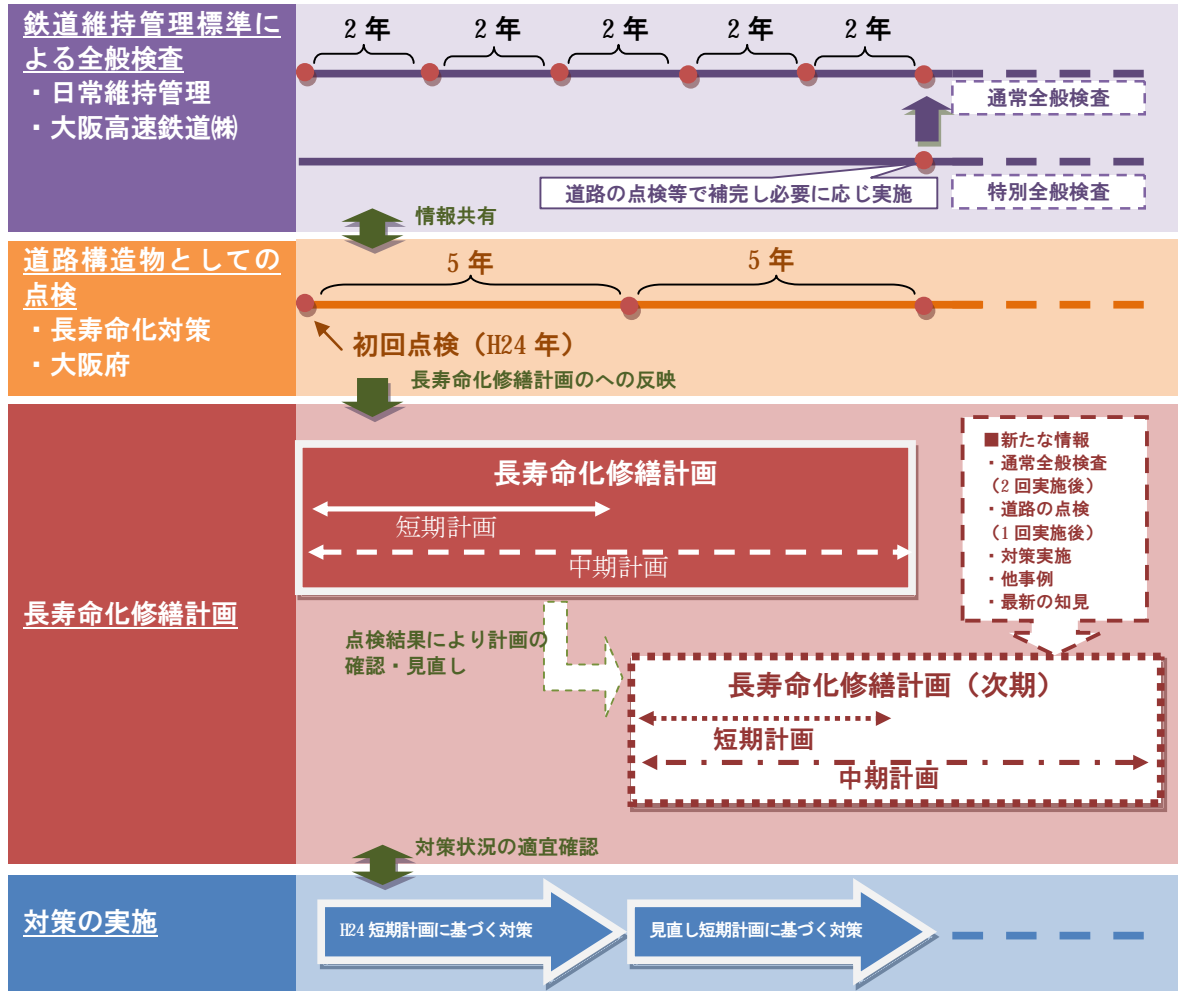 鉄道維持管理標準に
よる全般検査
・日常維持管理
・大阪高速鉄道㈱
2 年
2 年
2 年
2 年
2 年
通常全般検査
道路の点検等で補完し必要に応じ実施
特別全般検査
情報共有
道路構造物としての
点検
・長寿命化対策
・大阪府
5 年
5 年
初回点検（H24 年）
長寿命化修繕計画のへの反映
長寿命化修繕計画
長寿命化修繕計画
短期計画
中期計画
■新たな情報
・通常全般検査
（2 回実施後）
・道路の点検
（1 回実施後）
・対策実施
・他事例
・最新の知見
点検結果により計画の
確認・見直し
長寿命化修繕計画（次期）
短期計画
中期計画
対策状況の適宜確認
対策の実施
H24 短期計画に基づく対策
見直し短期計画に基づく対策